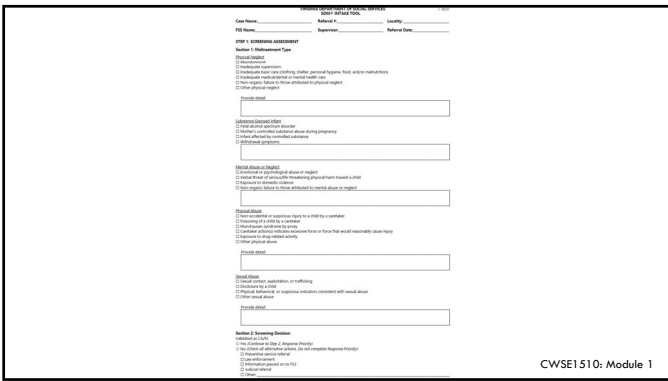 VIRGINIA DEPARTMENT OF SOCIAL SERVICES
SDM® INTAKE TOOL
Case Name: Referral #: Locality:
FSS Name: Supervisor: Referral Date:
STEP 1: SCREENING ASSESSMENT
Section 1: Maltreatment Type
Physical Neglect
☐ Abandonment
☐ Inadequate supervision
☐ Inadequate basic care (clothing, shelter, personal hygiene, food, and/or malnutrition)
☐ Inadequate medical/dental or mental health care
☐ Non-organic failure to thrive attributed to physical neglect
☐ Other physical neglect
Provide detail:
Substance-Exposed Infant
☐ Fetal alcohol spectrum disorder
☐ Mother's controlled substance abuse during pregnancy
☐ Infant affected by controlled substance
☐ Withdrawal symptoms
Mental Abuse or Neglect
☐ Emotional or psychological abuse or neglect
☐ Verbal threat of serious/life-threatening physical harm toward a child
☐ Exposure to domestic violence
☐ Non-organic failure to thrive attributed to mental abuse or neglect
Physical Abuse
☐ Non-accidental or suspicious injury to a child by a caretaker
☐ Poisoning of a child by a caretaker
☐ Munchausen syndrome by proxy
☐ Caretaker action(s) indicates excessive force or force that would reasonably cause injury
☐ Exposure to drug-related activity
☐ Other physical abuse
Provide detail:
Sexual Abuse
☐ Sexual contact, exploitation, or trafficking
☐ Disclosure by a child
☐ Physical, behavioral, or suspicious indicators consistent with sexual abuse
☐ Other sexual abuse
Provide detail:
Section 2: Screening Decision
Validated as CA/N:
○ Yes (Continue to Step 2, Response Priority)
○ No (Check all alternative actions. Do not complete Response Priority):
☐ Preventive service referral
☐ Law enforcement
☐ Information passed on to FSS
☐ Judicial referral
☐ Other:
CWSE1510: Module 1